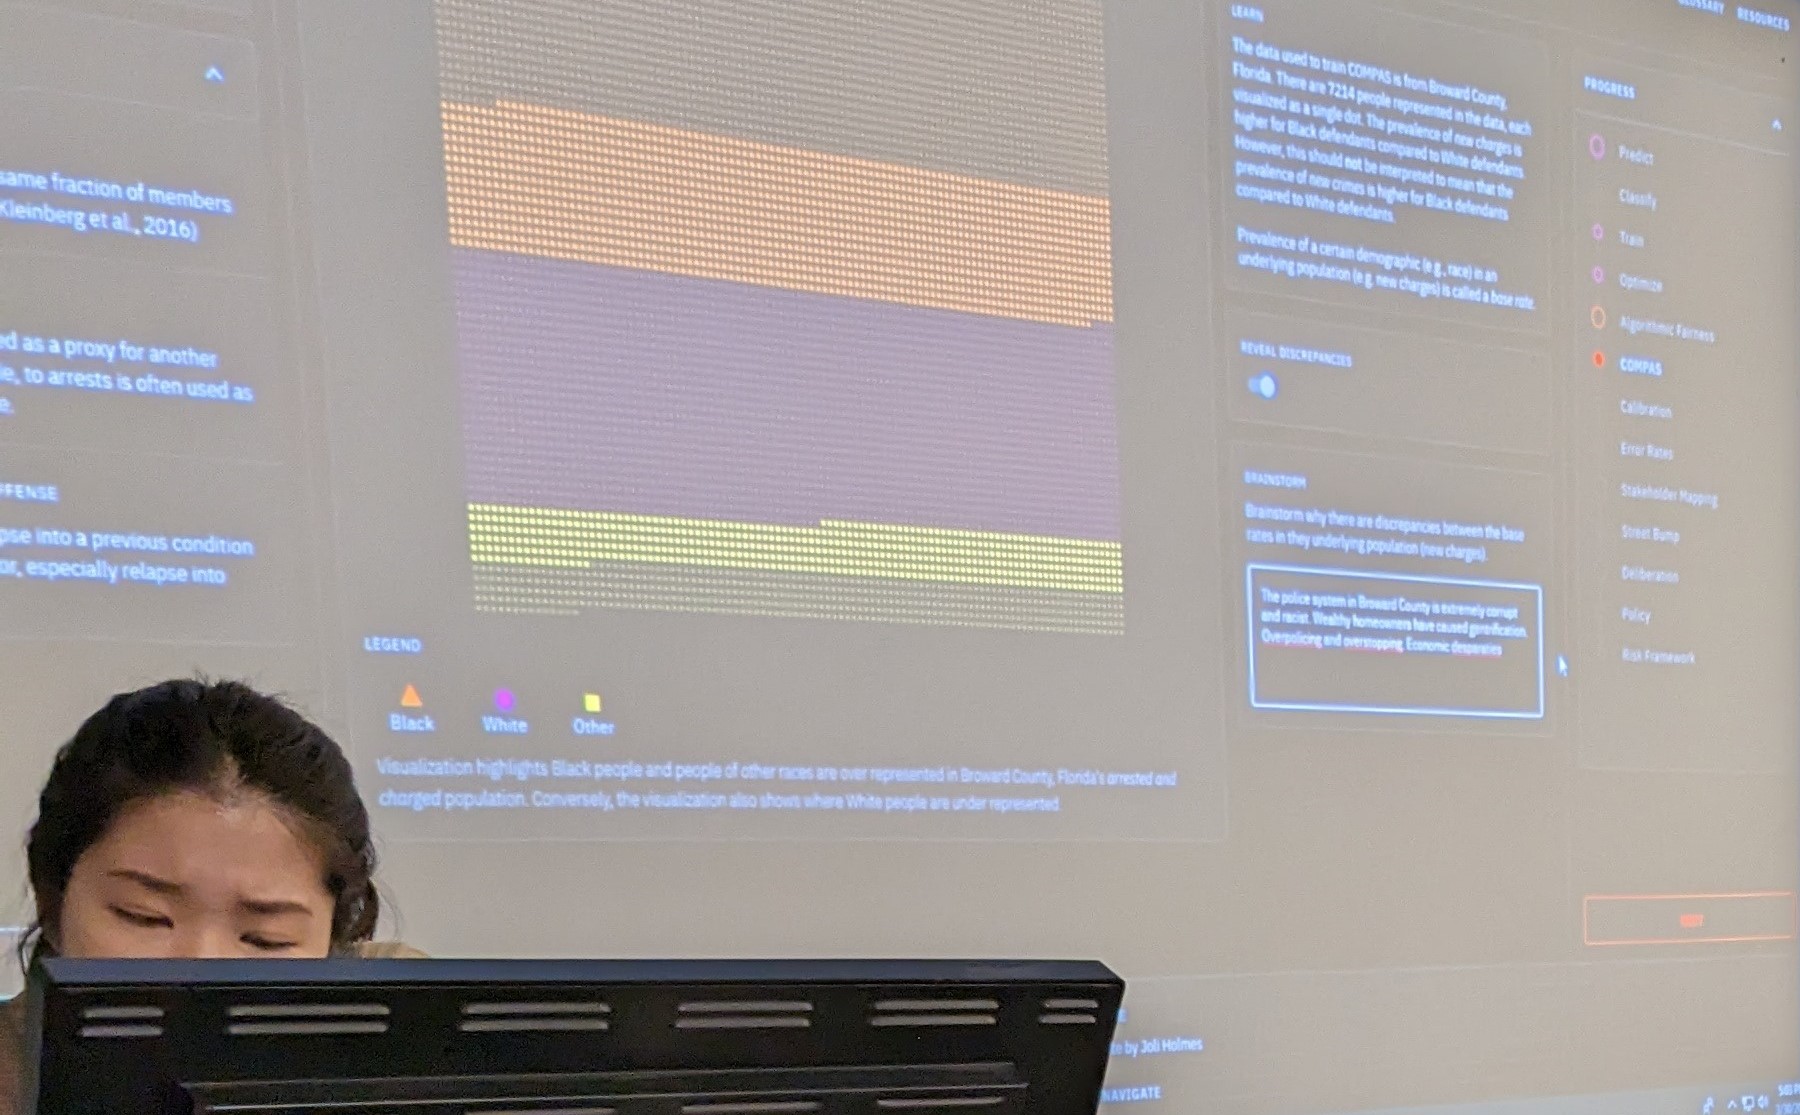 same fraction of members
Kleinberg et al., 2016)
ed as a proxy for another
e, to arrests is often used as
e.
FFENSE
pse into a previous condition
or, especially relapse into
LEGEND
Black
White
Other
Visualization highlights Black people and people of other races are over represented in Broward County, Florida's arrested and
charged population. Conversely, the visualization also shows where White people are under represented.
LEARN
The data used to train COMPAS is from Broward County,
Florida. There are 7214 people represented in the data, each
visualized as a single dot. The prevalence of new charges is
higher for Black defendants compared to White defendants
However, this should not be interpreted to mean that the
prevalence of new crimes is higher for Black defendants
compared to White defendants.
Prevalence of a certain demographic (e.g., race) in an
underlying population (e.g. new charges) is called a base rate.
REVEAL DISCREPANCIES
BRAINSTORM
Brainstorm why there are discrepancies between the base
rates in they underlying population (new charges).
The police system in Broward County is extremely corrupt
and racist. Wealthy homeowners have caused
Overpolicing and overstopping. Economic desparaties
GLOSSARY RESOURCES
PROGRESS
Predict
Classify
Train
Optimize
Algorithmic Fairness
COMPAS
Calibration
Error Rates
Stakeholder Mapping
Street Bump
Deliberation
Policy
Risk Framework
te by Joli Holmes
NAVIGATE